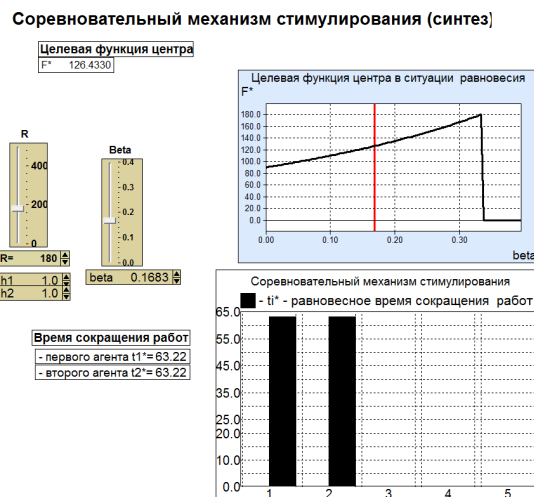 Соревновательный механизм стимулирования (синтез)
Целевая функция центра
F* 126.4330
Целевая функция центра в ситуации равновесия
F*
180.0
160.0
140.0
120.0
100.0
80.0
60.0
40.0
20.0
0.0
0.00 0.10 0.20 0.30
beta
R
400
200
0
R= 180
h1 1.0
h2 1.0
Beta
0.4
0.3
0.2
0.1
0.0
beta 0.1683
Время сокращения работ
- первого агента t1*= 63.22
- второго агента t2*= 63.22
Соревновательный механизм стимулирования
- ti* - равновесное время сокращения работ
65.0
55.0
45.0
35.0
25.0
20.0
10.0
0.0
1 2 3 4 5